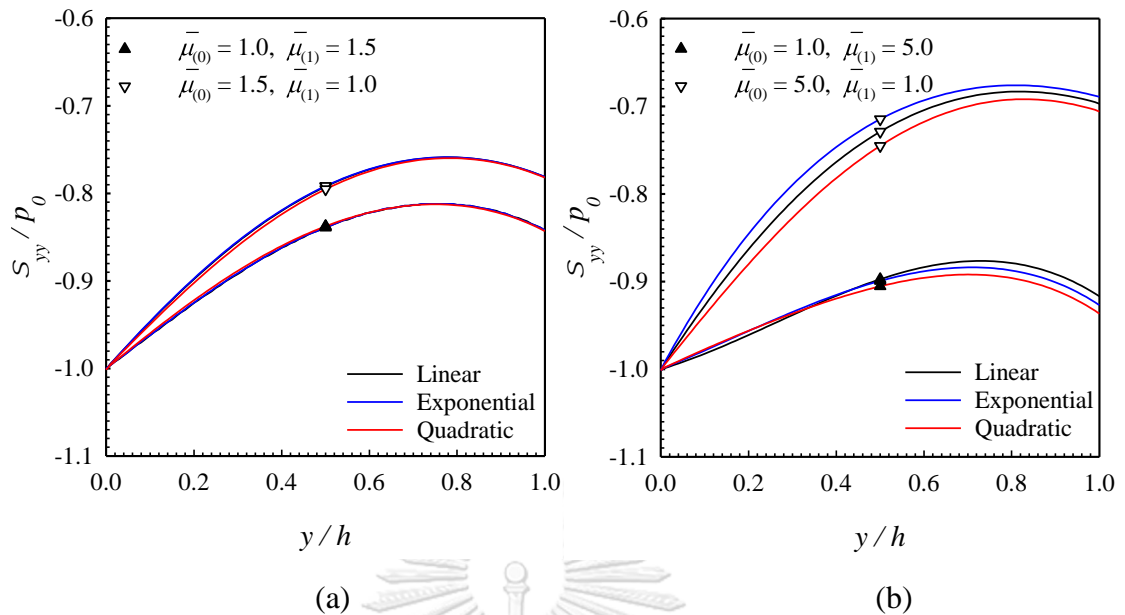 -0.6
-0.7
-0.8
-0.9
-1.0
-1.1
0.0 0.2 0.4 0.6 0.8 1.0
s_yy / p_0
y / h
▲ μ̄_(0) = 1.0, μ̄_(1) = 1.5
▽ μ̄_(0) = 1.5, μ̄_(1) = 1.0
Linear
Exponential
Quadratic
(a)
-0.6
-0.7
-0.8
-0.9
-1.0
-1.1
0.0 0.2 0.4 0.6 0.8 1.0
y / h
▲ μ̄_(0) = 1.0, μ̄_(1) = 5.0
▽ μ̄_(0) = 5.0, μ̄_(1) = 1.0
Linear
Exponential
Quadratic
(b)